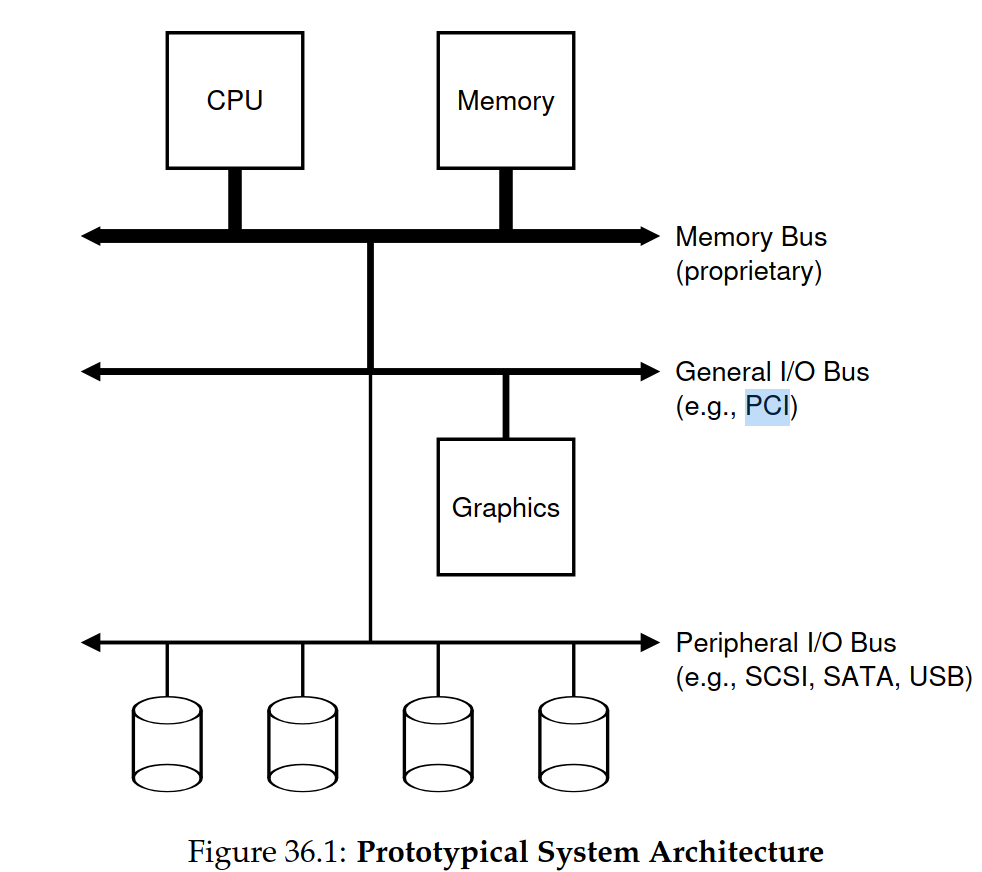 CPU
Memory
Memory Bus
(proprietary)
General I/O Bus
(e.g., PCI)
Graphics
Peripheral I/O Bus
(e.g., SCSI, SATA, USB)
Figure 36.1: Prototypical System Architecture